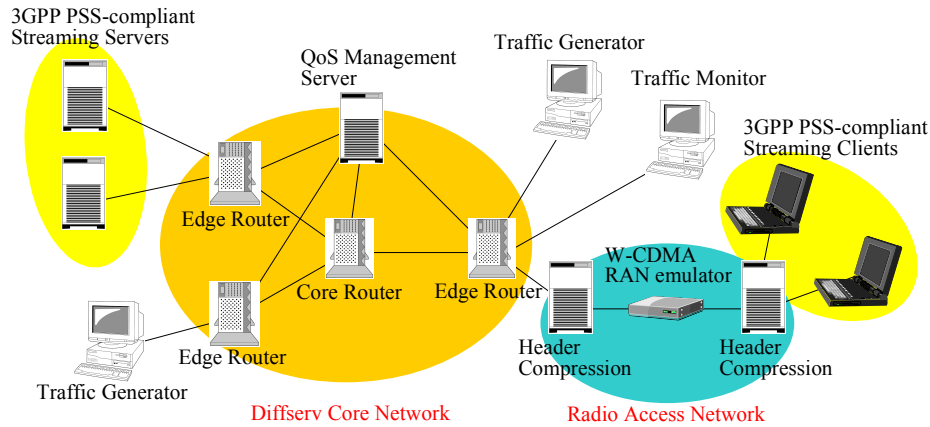 3GPP PSS-compliant
Streaming Servers
QoS Management
Server
Traffic Generator
Traffic Monitor
3GPP PSS-compliant
Streaming Clients
Edge Router
Core Router
Edge Router
W-CDMA
RAN emulator
Edge Router
Header
Compression
Header
Compression
Traffic Generator
Diffserv Core Network
Radio Access Network